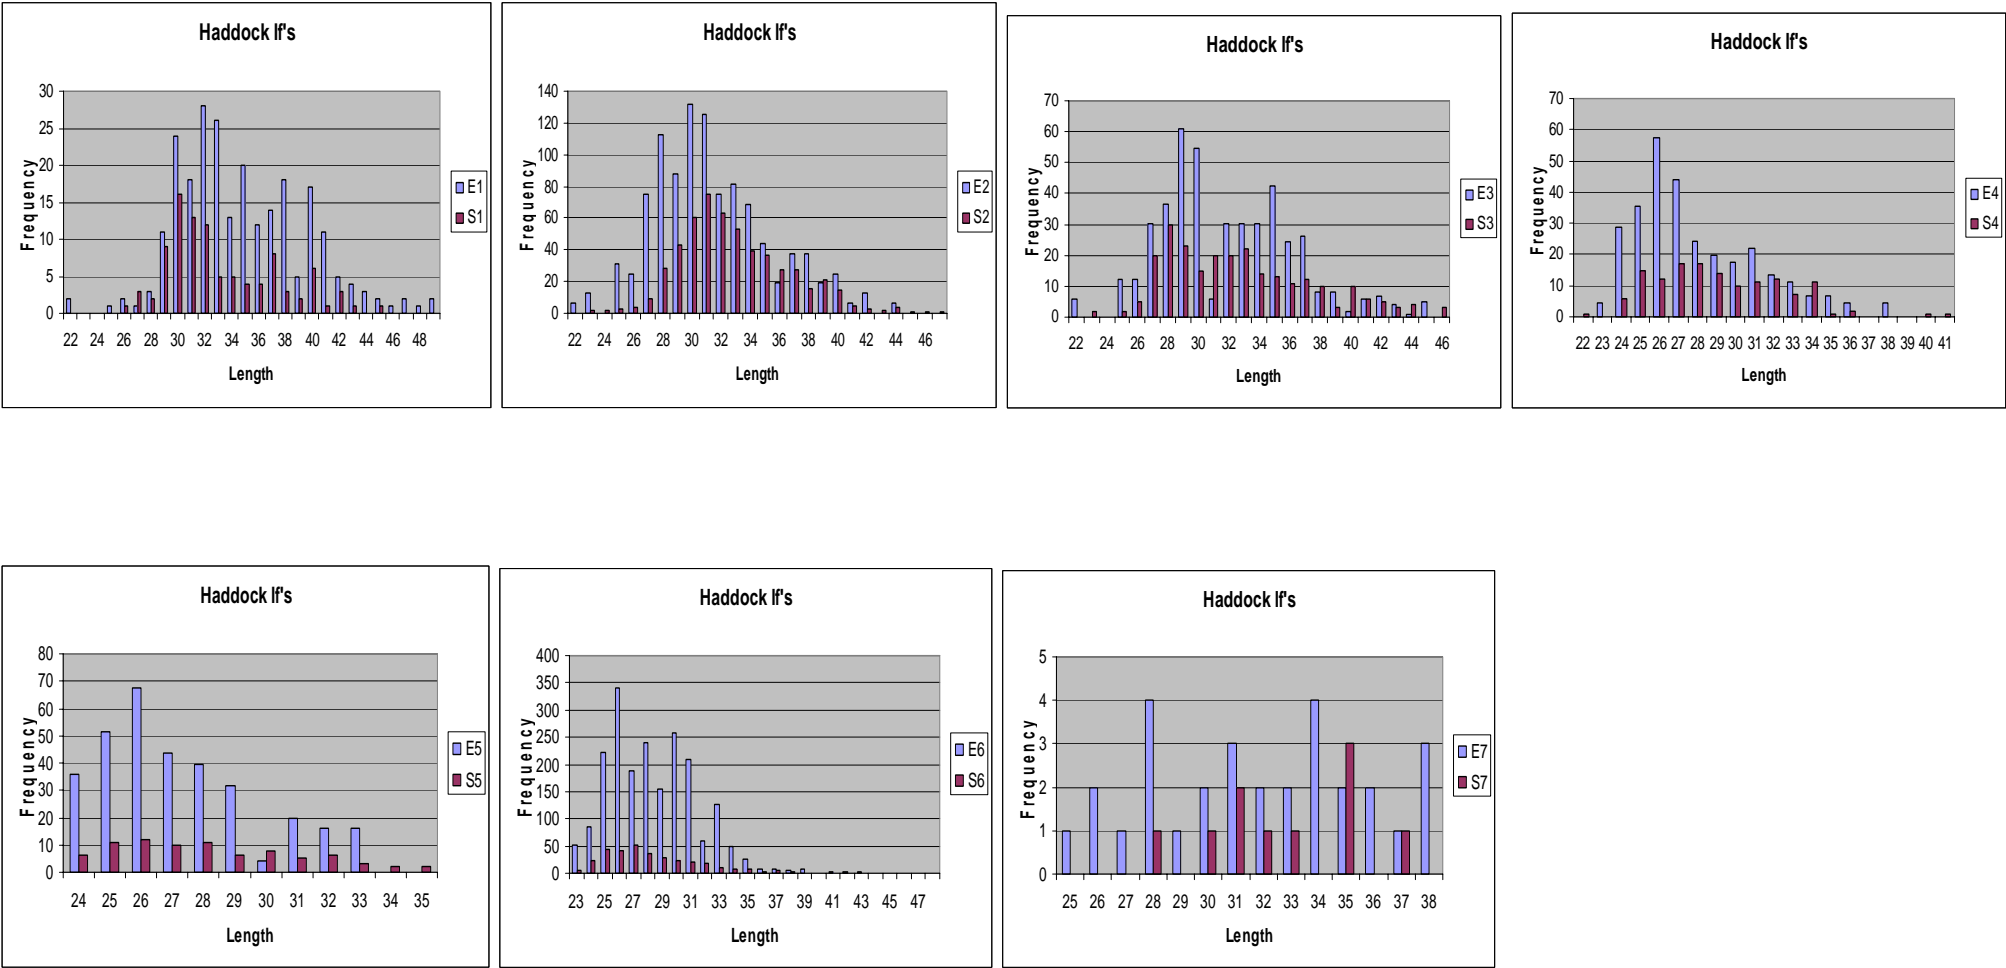 Haddock lf's
30
25
20
15
10
5
0
Frequency
22 24 26 28 30 32 34 36 38 40 42 44 46 48
Length
E1
S1
Haddock lf's
140
120
100
80
60
40
20
0
Frequency
22 24 26 28 30 32 34 36 38 40 42 44 46
Length
E2
S2
Haddock lf's
70
60
50
40
30
20
10
0
Frequency
22 24 26 28 30 32 34 36 38 40 42 44 46
Length
E3
S3
Haddock lf's
70
60
50
40
30
20
10
0
Frequency
22 23 24 25 26 27 28 29 30 31 32 33 34 35 36 37 38 39 40 41
Length
E4
S4
Haddock lf's
80
70
60
50
40
30
20
10
0
Frequency
24 25 26 27 28 29 30 31 32 33 34 35
Length
E5
S5
Haddock lf's
400
350
300
250
200
150
100
50
0
Frequency
23 25 27 29 31 33 35 37 39 41 43 45 47
Length
E6
S6
Haddock lf's
5
4
3
2
1
0
Frequency
25 26 27 28 29 30 31 32 33 34 35 36 37 38
Length
E7
S7